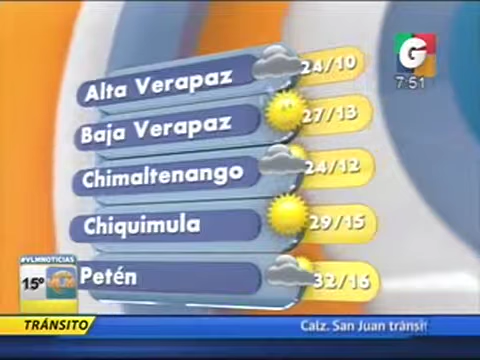 G
7:51
Alta Verapaz 24/10
Baja Verapaz 27/13
Chimaltenango 24/12
Chiquimula 29/15
Petén 32/16
#VLMNOTICIAS
15º VLM
TRÁNSITO Calz. San Juan tránsit